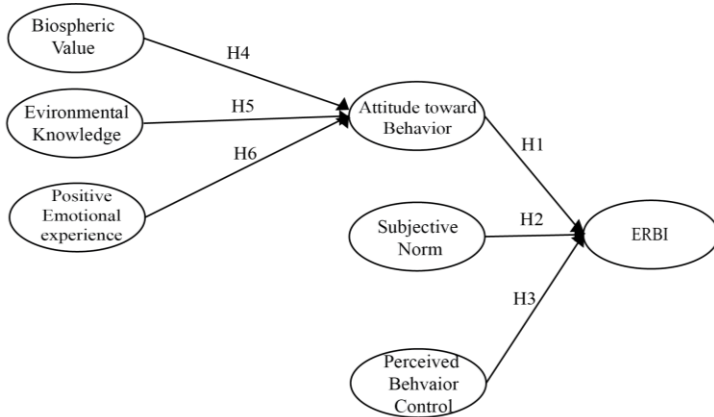 Biospheric
Value
H4
Evironmental
Knowledge
H5
Attitude toward
Behavior
H6
H1
Positive
Emotional
experience
Subjective
Norm
H2
ERBI
H3
Perceived
Behvaior
Control